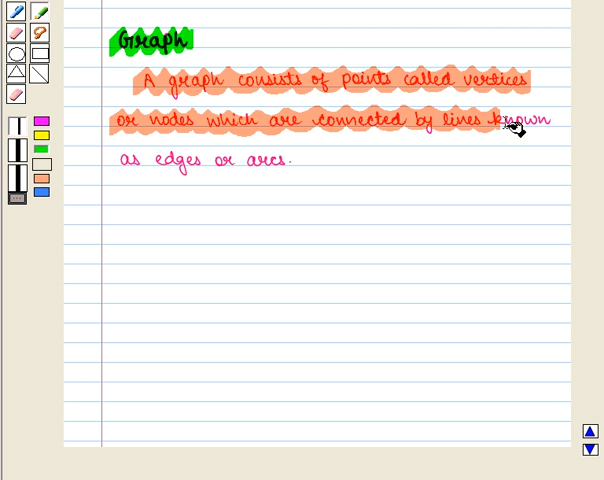 Graph
A graph consists of points called vertices
or nodes which are connected by lines known
as edges or arcs.